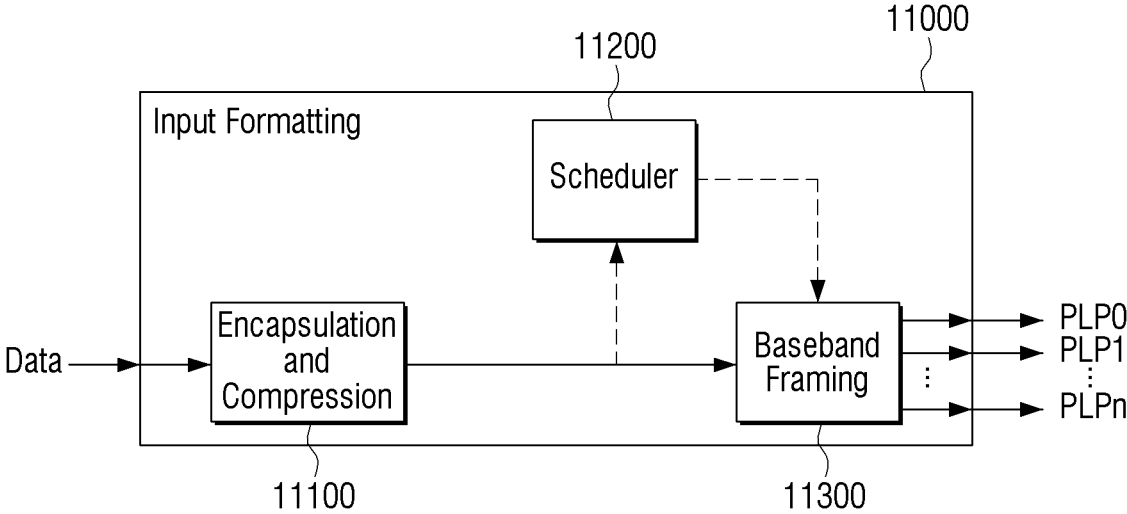 11000
11200
Input Formatting
Scheduler
Encapsulation
and
Compression
Data
Baseband
Framing
PLP0
PLP1
⋮
⋮
PLPn
11100
11300